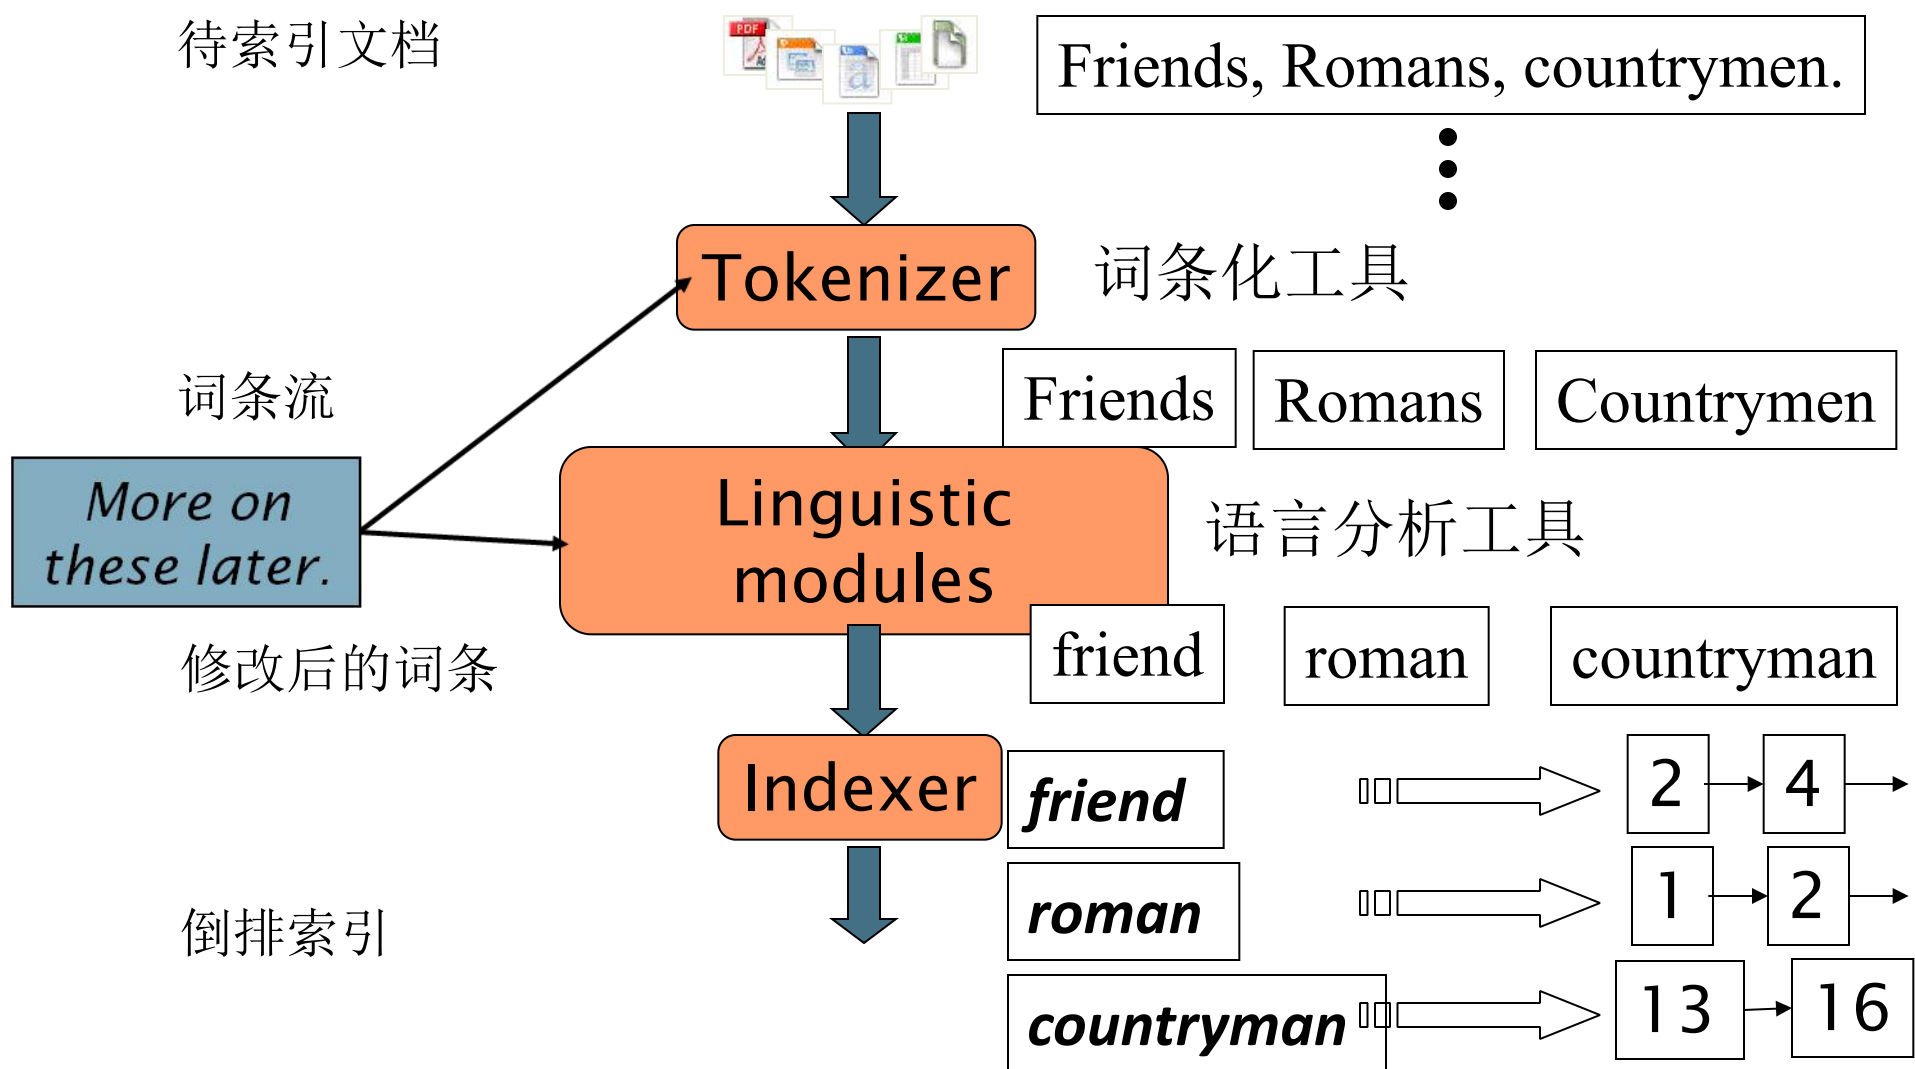 待索引文档
PDF
Friends, Romans, countrymen.
Tokenizer
词条化工具
词条流
Friends
Romans
Countrymen
More on
these later.
Linguistic
modules
语言分析工具
修改后的词条
friend
roman
countryman
Indexer
friend
2
4
roman
1
2
倒排索引
countryman
13
16